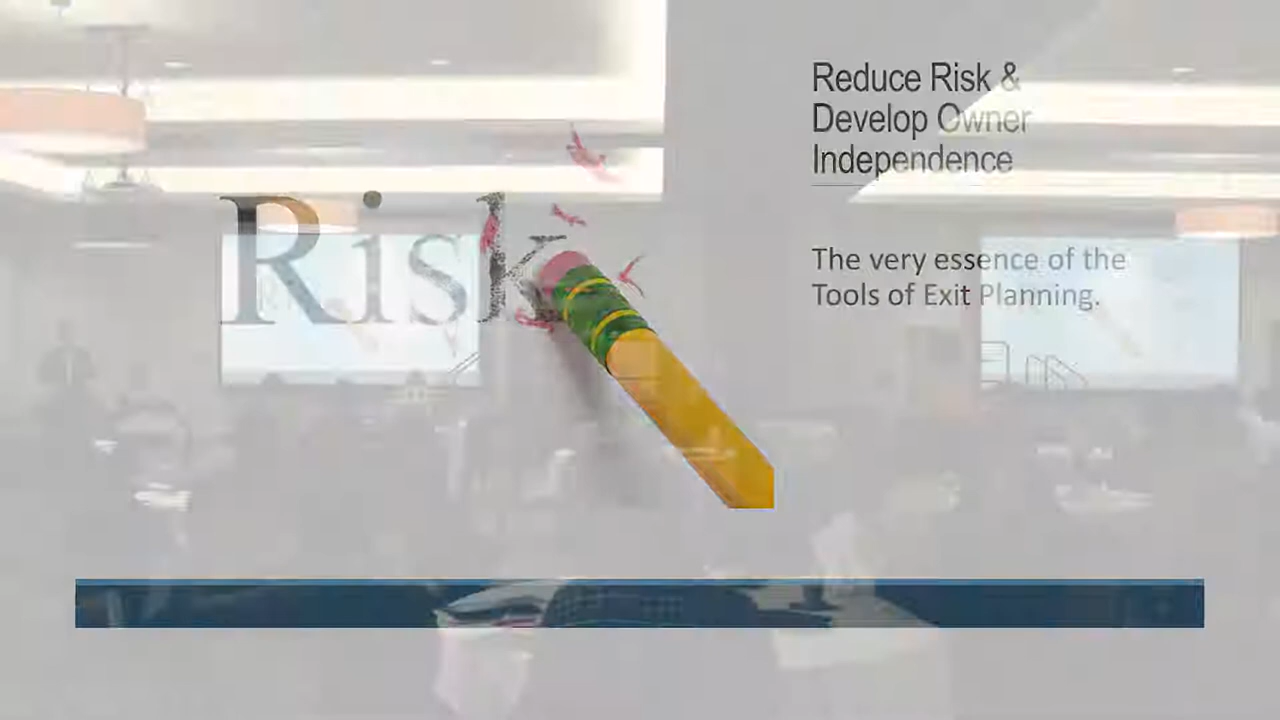 Reduce Risk &
Develop Owner
Independence
Risk
The very essence of the
Tools of Exit Planning.